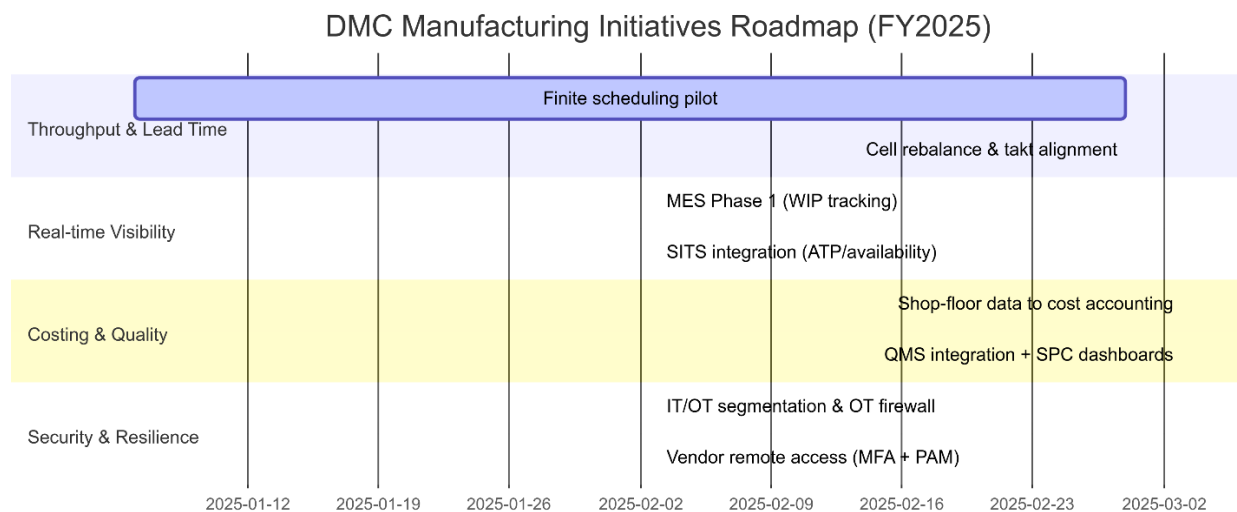 DMC Manufacturing Initiatives Roadmap (FY2025)
Finite scheduling pilot
Throughput & Lead Time
Cell rebalance & takt alignment
MES Phase 1 (WIP tracking)
Real-time Visibility
SITS integration (ATP/availability)
Shop-floor data to cost accounting
Costing & Quality
QMS integration + SPC dashboards
IT/OT segmentation & OT firewall
Security & Resilience
Vendor remote access (MFA + PAM)
2025-01-12 2025-01-19 2025-01-26 2025-02-02 2025-02-09 2025-02-16 2025-02-23 2025-03-02